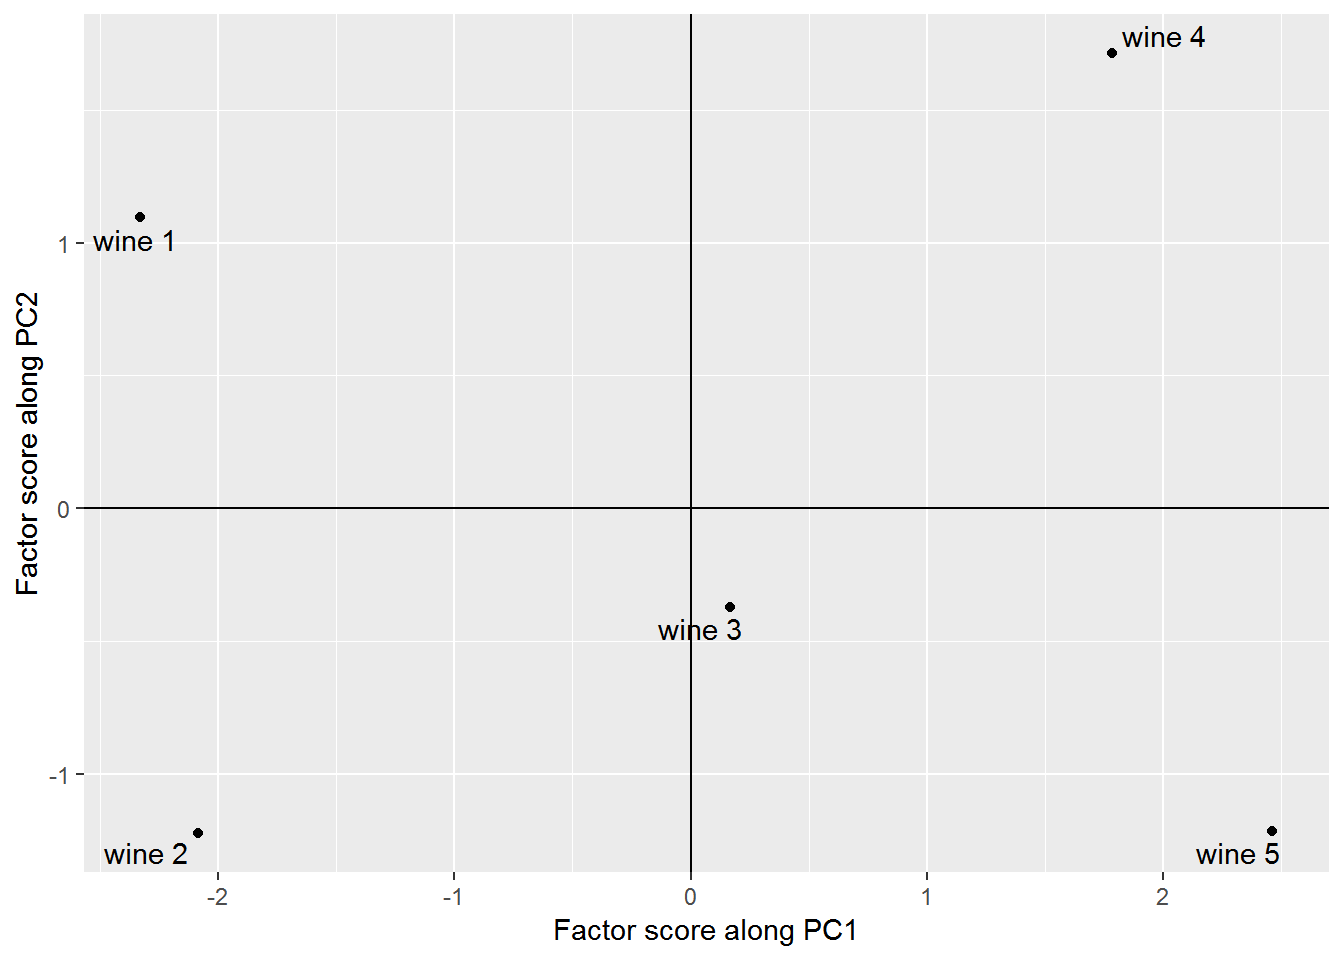 wine 4
wine 1
wine 3
wine 2
wine 5
1
0
-1
-2
-1
0
1
2
Factor score along PC1
Factor score along PC2